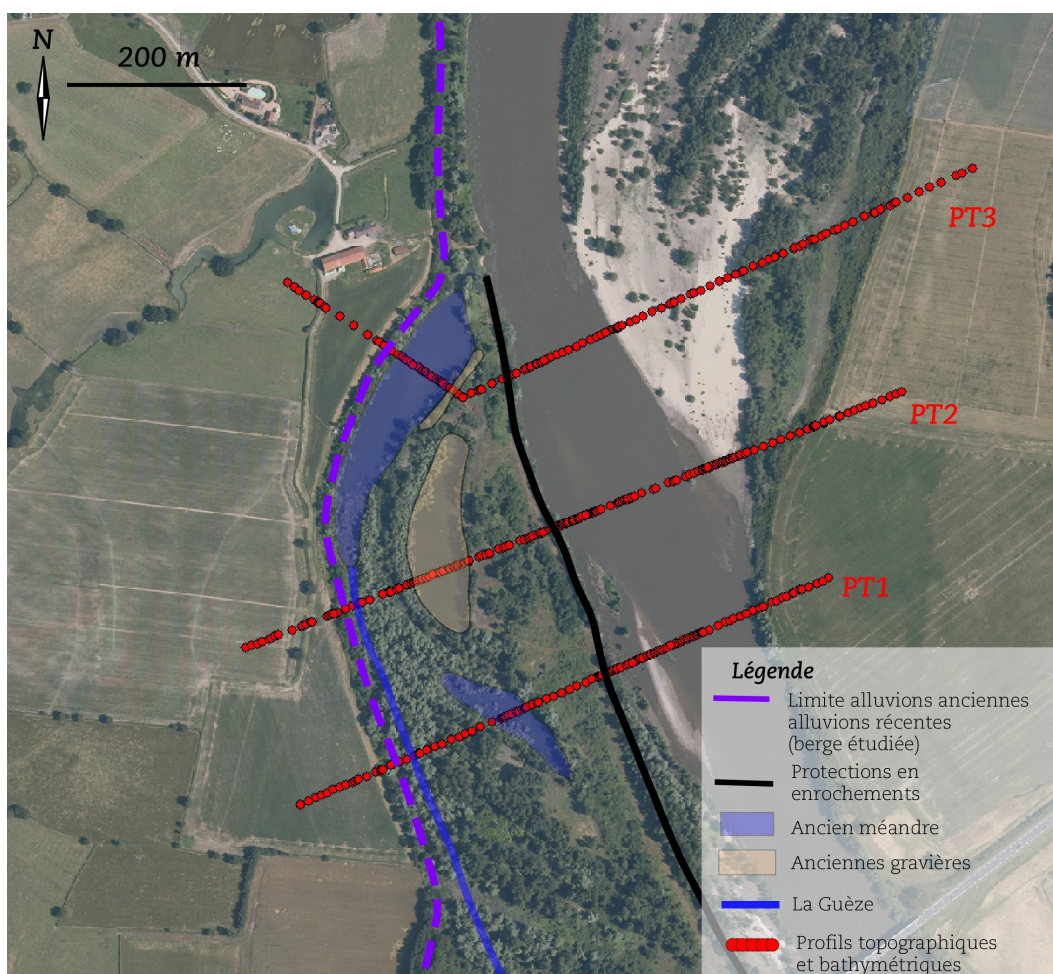 N
200 m
PT3
PT2
PT1
Légende
Limite alluvions anciennes
alluvions récentes
(berge étudiée)
Protections en
enrochements
Ancien méandre
Anciennes gravières
La Guèze
Profils topographiques
et bathymétriques